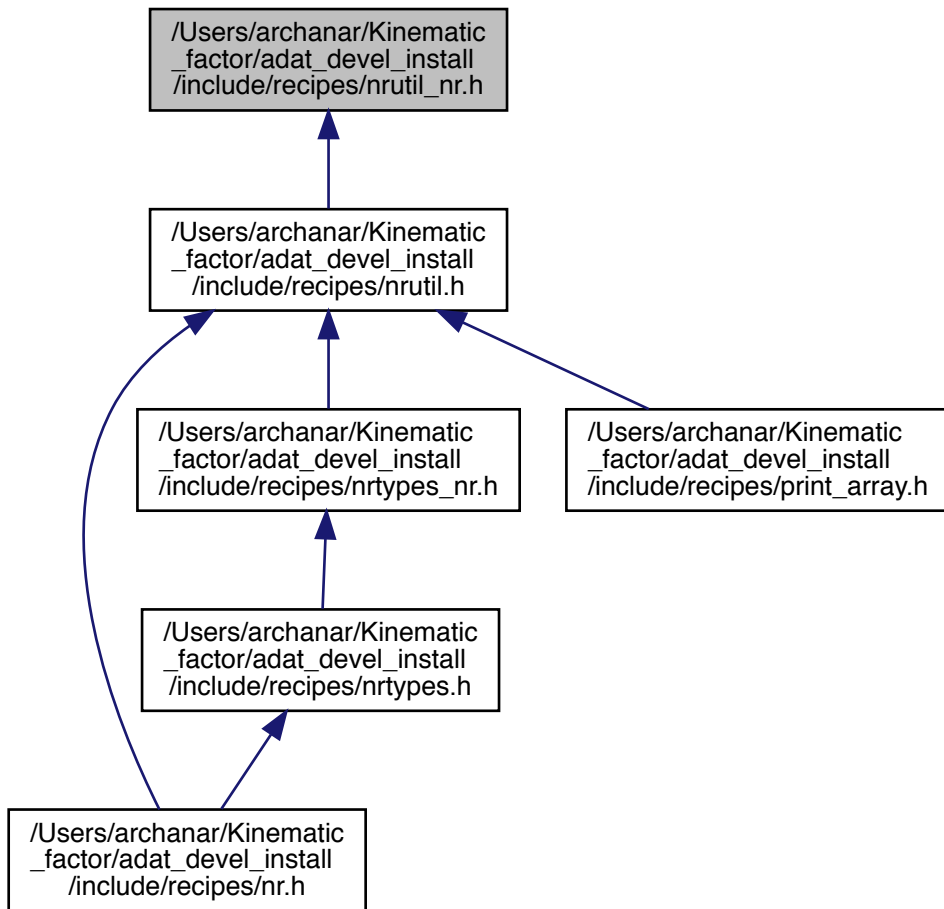 /Users/archanar/Kinematic
_factor/adat_devel_install
/include/recipes/nrutil_nr.h
/Users/archanar/Kinematic
_factor/adat_devel_install
/include/recipes/nrutil.h
/Users/archanar/Kinematic
_factor/adat_devel_install
/include/recipes/nrtypes_nr.h
/Users/archanar/Kinematic
_factor/adat_devel_install
/include/recipes/print_array.h
/Users/archanar/Kinematic
_factor/adat_devel_install
/include/recipes/nrtypes.h
/Users/archanar/Kinematic
_factor/adat_devel_install
/include/recipes/nr.h